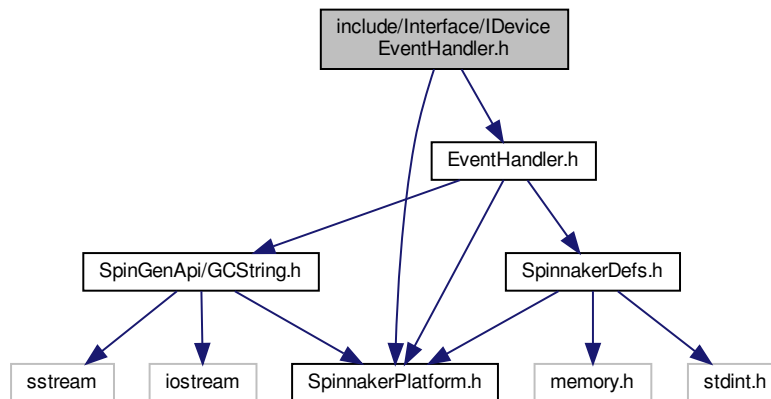 include/Interface/IDevice
EventHandler.h
EventHandler.h
SpinGenApi/GCString.h
SpinnakerDefs.h
sstream
iostream
SpinnakerPlatform.h
memory.h
stdint.h